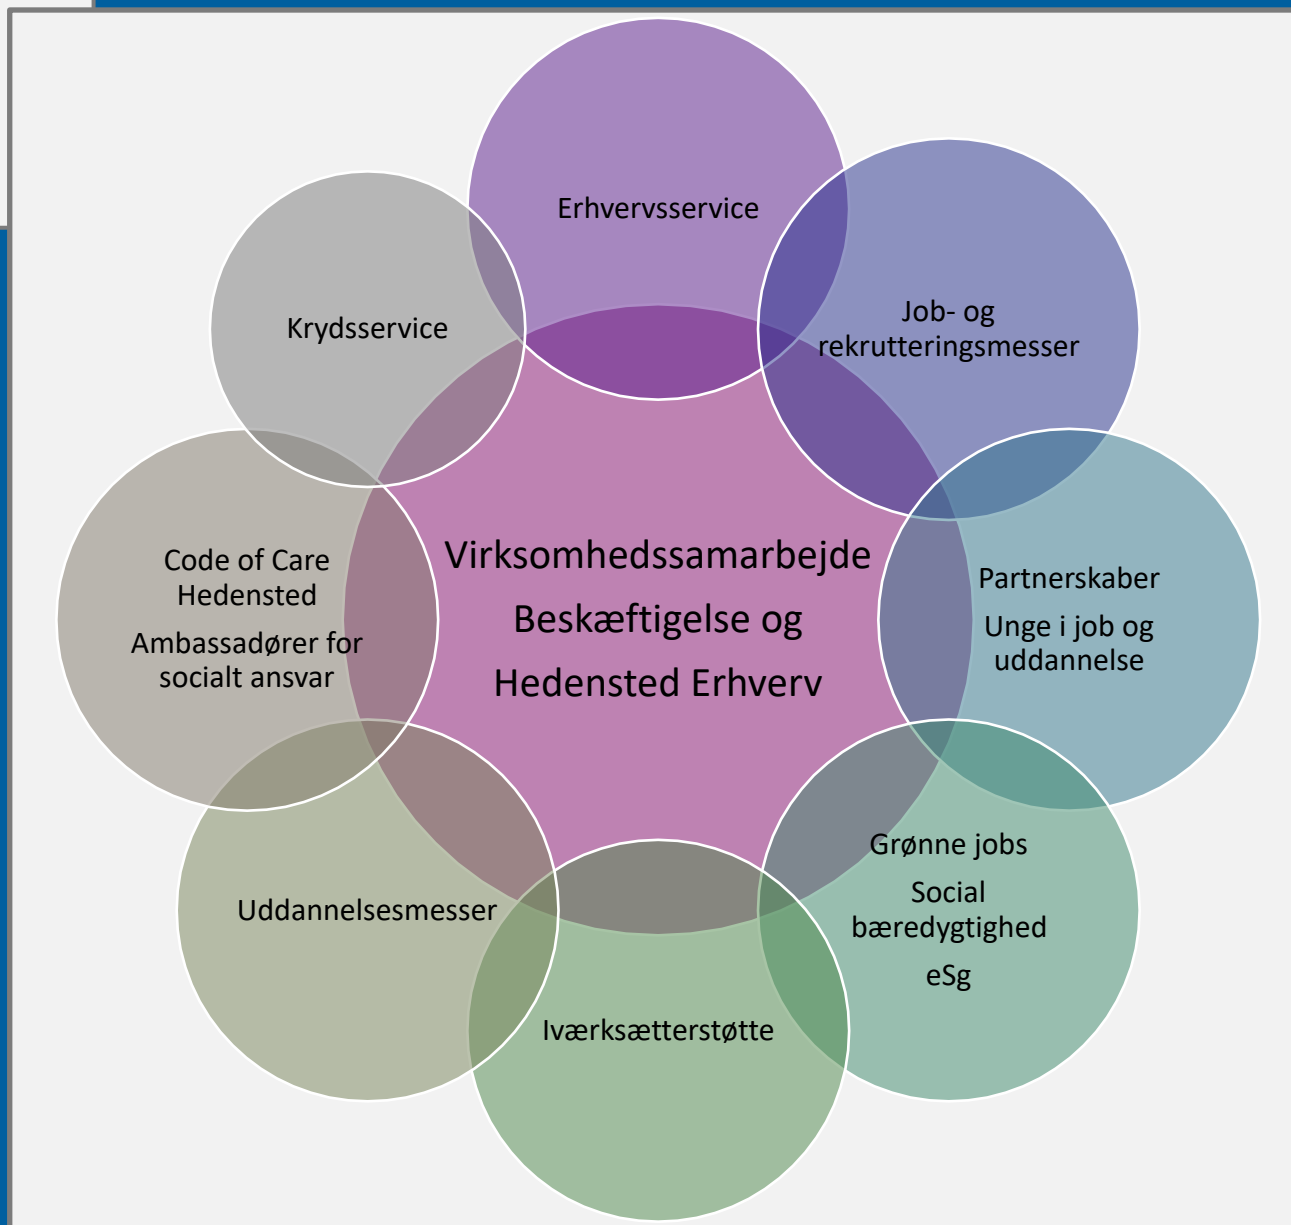 Erhvervsservice
Job- og
rekrutteringsmesser
Partnerskaber
Unge i job og
uddannelse
Grønne jobs
Social
bæredygtighed
eSg
Iværksætterstøtte
Uddannelsesmesser
Code of Care
Hedensted
Ambassadører for
socialt ansvar
Krydsservice
Virksomhedssamarbejde
Beskæftigelse og
Hedensted Erhverv